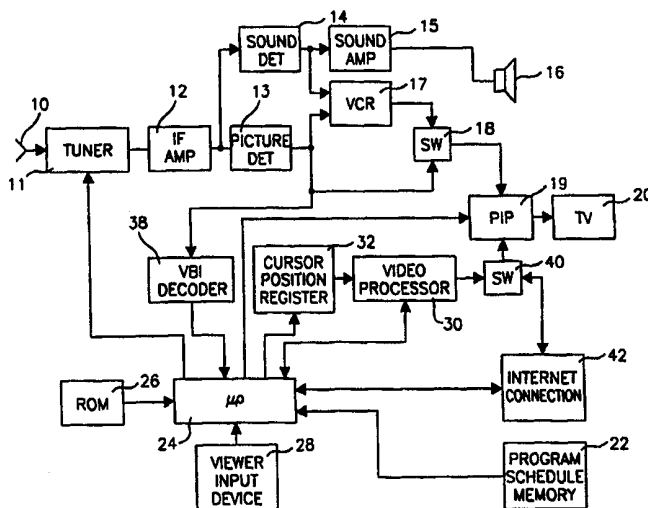 14
SOUND
DET
15
SOUND
AMP
16
10
12
13
17
TUNER
11
IF
AMP
PICTURE
DET
VCR
18
SW
19
20
PIP
TV
38
VBI
DECODER
32
CURSOR
POSITION
REGISTER
VIDEO
PROCESSOR
30
40
SW
42
INTERNET
CONNECTION
26
ROM
μP
24
28
VIEWER
INPUT
DEVICE
22
PROGRAM
SCHEDULE
MEMORY